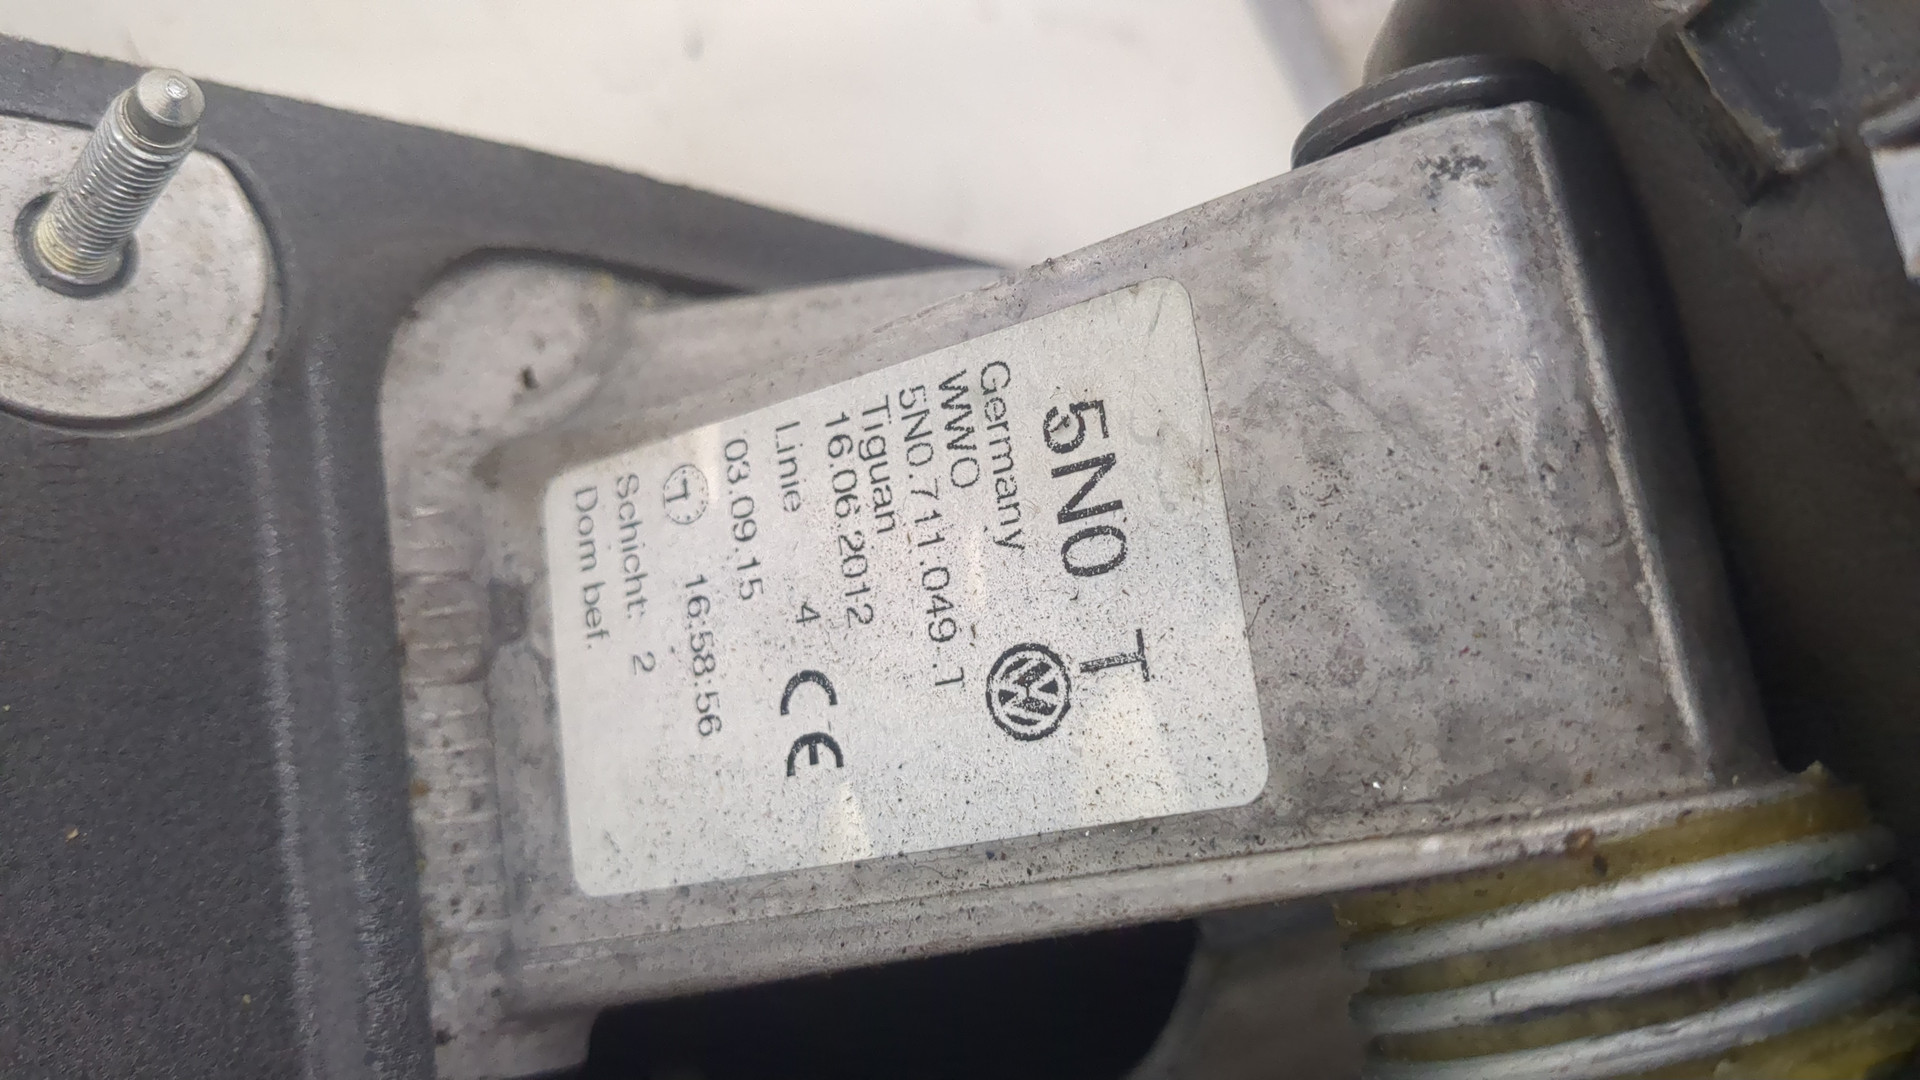 5N0 T
Germany
WWO
5N0.711.049.T
Tiguan
16.06.2012
Linie 4
CE
03.09.15
T 16:58:56
Schicht: 2
Dom bef.